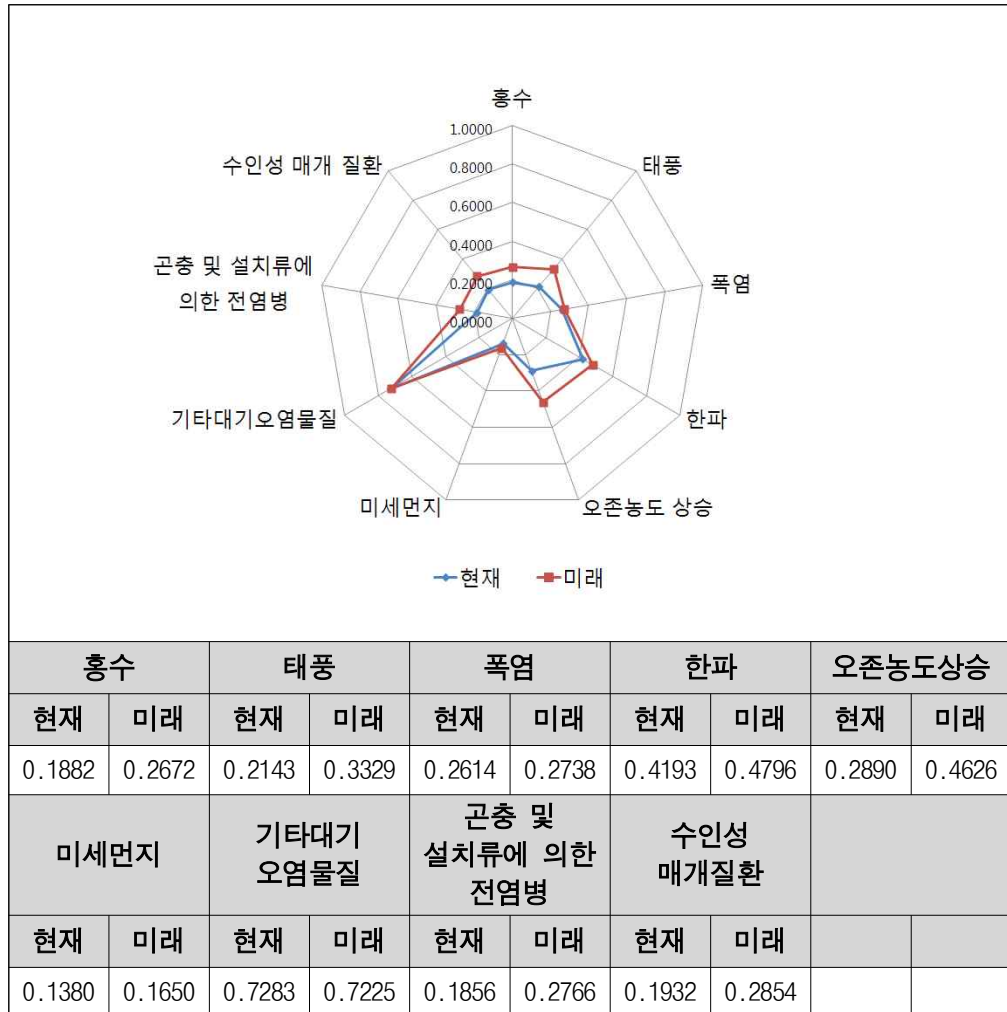 홍수
1.0000
수인성 매개 질환
태풍
0.8000
0.6000
0.4000
곤충 및 설치류에
의한 전염병
폭염
0.2000
0.0000
기타대기오염물질
한파
미세먼지
오존농도 상승
현재 미래
홍수 태풍 폭염 한파 오존농도상승
현재 미래 현재 미래 현재 미래 현재 미래 현재 미래
0.1882 0.2672 0.2143 0.3329 0.2614 0.2738 0.4193 0.4796 0.2890 0.4626
미세먼지
기타대기
오염물질
곤충 및
설치류에 의한
전염병
수인성
매개질환
현재 미래 현재 미래 현재 미래 현재 미래
0.1380 0.1650 0.7283 0.7225 0.1856 0.2766 0.1932 0.2854